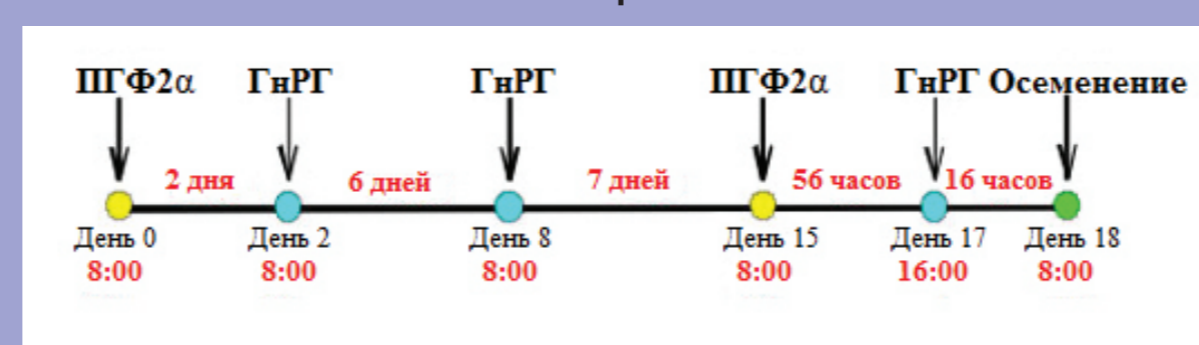 ПГФ2α ГнРГ ГнРГ ПГФ2α ГнРГ Осеменение
2 дня 6 дней 7 дней 56 часов 16 часов
День 0 День 2 День 8 День 15 День 17 День 18
8:00 8:00 8:00 8:00 16:00 8:00